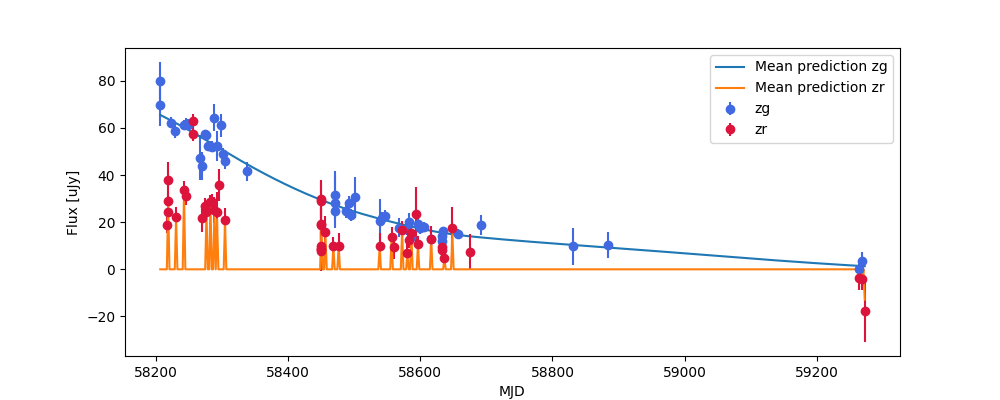 Flux [uJy]
80
60
40
20
0
−20
58200
58400
58600
58800
59000
59200
MJD
Mean prediction zg
Mean prediction zr
zg
zr